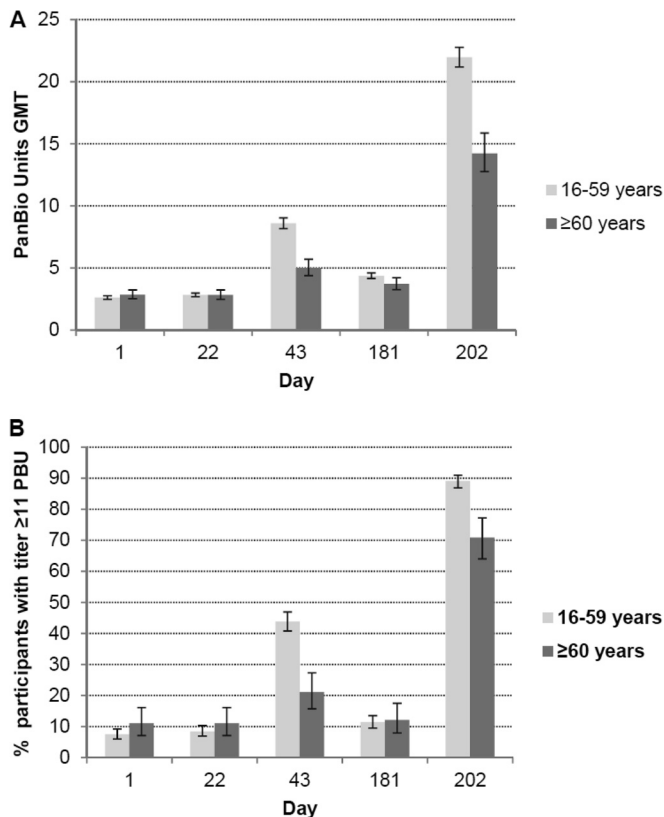 A
25
20
15
10
5
0
PanBio Units GMT
16-59 years
≥60 years
1 22 43 181 202
Day
B
100
90
80
70
60
50
40
30
20
10
0
% participants with titer ≥11 PBU
16-59 years
≥60 years
1 22 43 181 202
Day